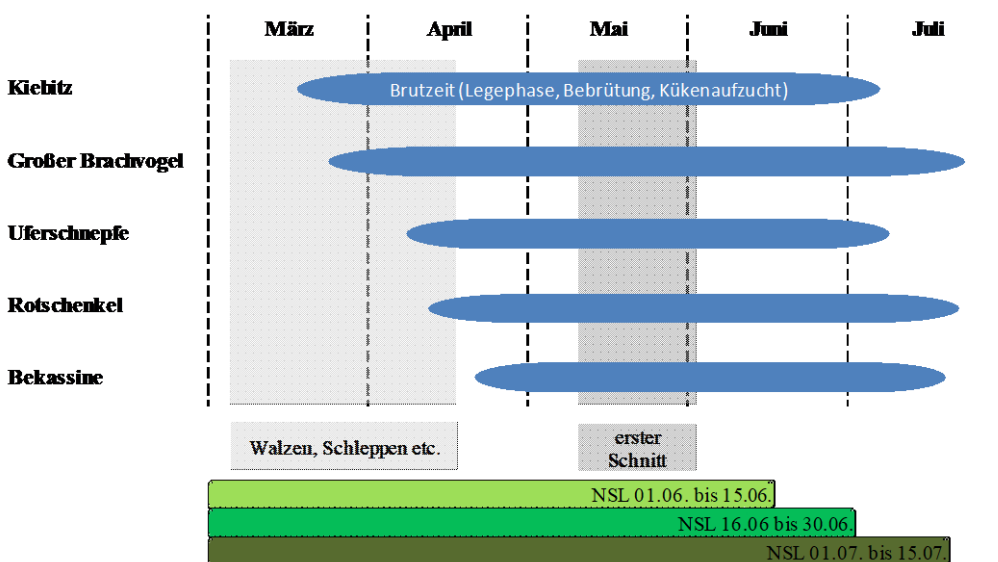 März April Mai Juni Juli
Kiebitz
Brutzeit (Legephase, Bebrütung, Kükenaufzucht)
Großer Brachvogel
Uferschnepfe
Rotschenkel
Bekassine
Walzen, Schleppen etc.
erster
Schnitt
NSL 01.06. bis 15.06.
NSL 16.06 bis 30.06.
NSL 01.07. bis 15.07.